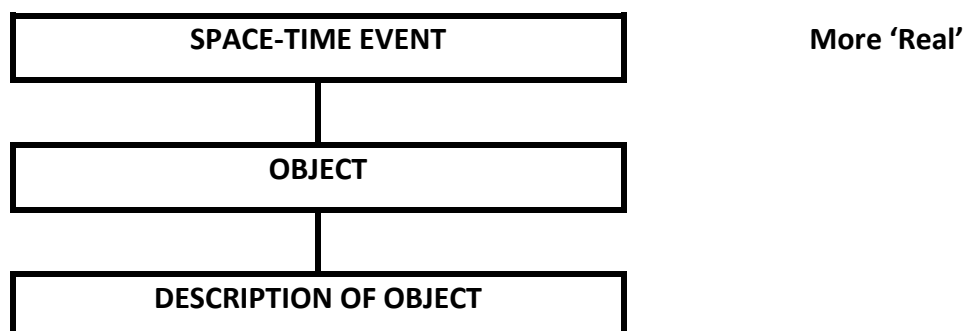 SPACE-TIME EVENT More ‘Real’
OBJECT
DESCRIPTION OF OBJECT